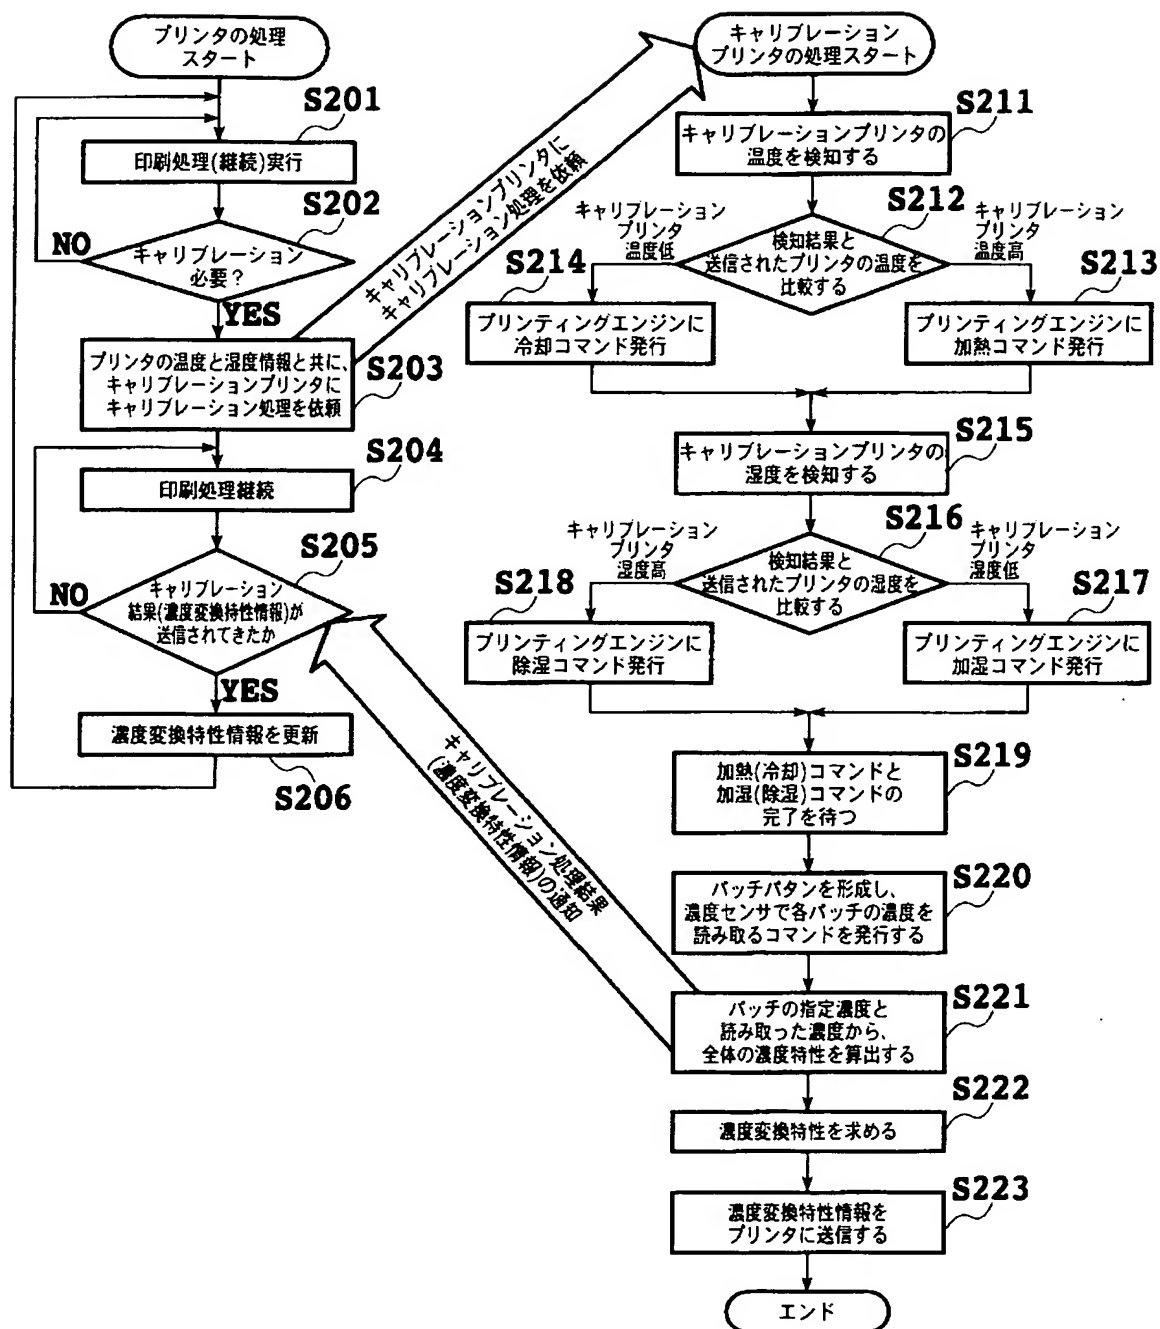 プリンタの処理
スタート
S201
印刷処理(継続)実行
S202
NO
キャリブレーション
必要?
YES
プリンタの温度と湿度情報と共に、
キャリブレーションプリンタに
キャリブレーション処理を依頼
S203
S204
印刷処理継続
S205
NO
キャリブレーション
結果(濃度変換特性情報)が
送信されてきたか
YES
濃度変換特性情報を更新
S206
キャリブレーションプリンタに
キャリブレーション処理を依頼
キャリブレーション処理結果
(濃度変換特性情報)の通知
キャリブレーション
プリンタの処理スタート
S211
キャリブレーションプリンタの
温度を検知する
S212
キャリブレーション
プリンタ
温度低
検知結果と
送信されたプリンタの温度を
比較する
キャリブレーション
プリンタ
温度高
S214
プリンティングエンジンに
冷却コマンド発行
S213
プリンティングエンジンに
加熱コマンド発行
S215
キャリブレーションプリンタの
湿度を検知する
S216
キャリブレーション
プリンタ
湿度高
検知結果と
送信されたプリンタの湿度を
比較する
キャリブレーション
プリンタ
湿度低
S218
プリンティングエンジンに
除湿コマンド発行
S217
プリンティングエンジンに
加湿コマンド発行
S219
加熱(冷却)コマンドと
加湿(除湿)コマンドの
完了を待つ
S220
パッチパタンを形成し、
濃度センサで各パッチの濃度を
読み取るコマンドを発行する
S221
パッチの指定濃度と
読み取った濃度から、
全体の濃度特性を算出する
S222
濃度変換特性を求める
S223
濃度変換特性情報を
プリンタに送信する
エンド